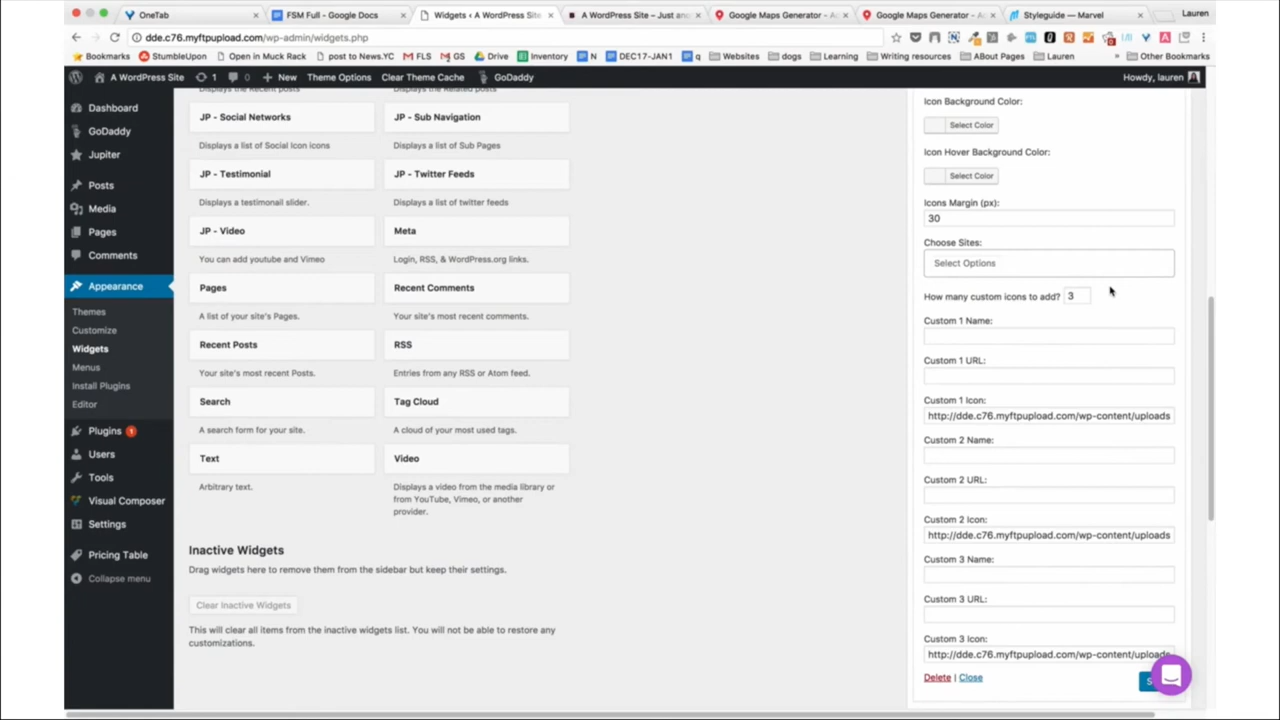 OneTab
FSM Full - Google Docs
Widgets ‹ A WordPress Site
A WordPress Site – Just an
Google Maps Generator - A
Google Maps Generator - A
Styleguide — Marvel
Lauren
dde.c76.myftpupload.com/wp-admin/widgets.php
Bookmarks
StumbleUpon
Open in Muck Rack
post to News.YC
FLS
GS
Drive
Inventory
N
DEC17-JAN1
q
Websites
dogs
Learning
Writing resources
ABout Pages
Lauren
»
Other Bookmarks
A WordPress Site
1
0
+ New
Theme Options
Clear Theme Cache
GoDaddy
Howdy, lauren
Dashboard
GoDaddy
Jupiter
Posts
Media
Pages
Comments
Appearance
Themes
Customize
Widgets
Menus
Install Plugins
Editor
Plugins 1
Users
Tools
Visual Composer
Settings
Pricing Table
Collapse menu
Displays the Recent posts
Displays the Related posts
JP - Social Networks
JP - Sub Navigation
Displays a list of Social Icon icons
Displays a list of Sub Pages
JP - Testimonial
JP - Twitter Feeds
Displays a testimonail slider.
Displays a list of twitter feeds
JP - Video
Meta
You can add youtube and Vimeo
Login, RSS, & WordPress.org links.
Pages
Recent Comments
A list of your site's Pages.
Your site's most recent comments.
Recent Posts
RSS
Your site's most recent Posts.
Entries from any RSS or Atom feed.
Search
Tag Cloud
A search form for your site.
A cloud of your most used tags.
Text
Video
Arbitrary text.
Displays a video from the media library or
from YouTube, Vimeo, or another
provider.
Inactive Widgets
Drag widgets here to remove them from the sidebar but keep their settings.
Clear Inactive Widgets
This will clear all items from the inactive widgets list. You will not be able to restore any
customizations.
Icon Background Color:
Select Color
Icon Hover Background Color:
Select Color
Icons Margin (px):
30
Choose Sites:
Select Options
How many custom icons to add? 3
Custom 1 Name:
Custom 1 URL:
Custom 1 Icon:
http://dde.c76.myftpupload.com/wp-content/uploads
Custom 2 Name:
Custom 2 URL:
Custom 2 Icon:
http://dde.c76.myftpupload.com/wp-content/uploads
Custom 3 Name:
Custom 3 URL:
Custom 3 Icon:
http://dde.c76.myftpupload.com/wp-content/uploads
Delete | Close